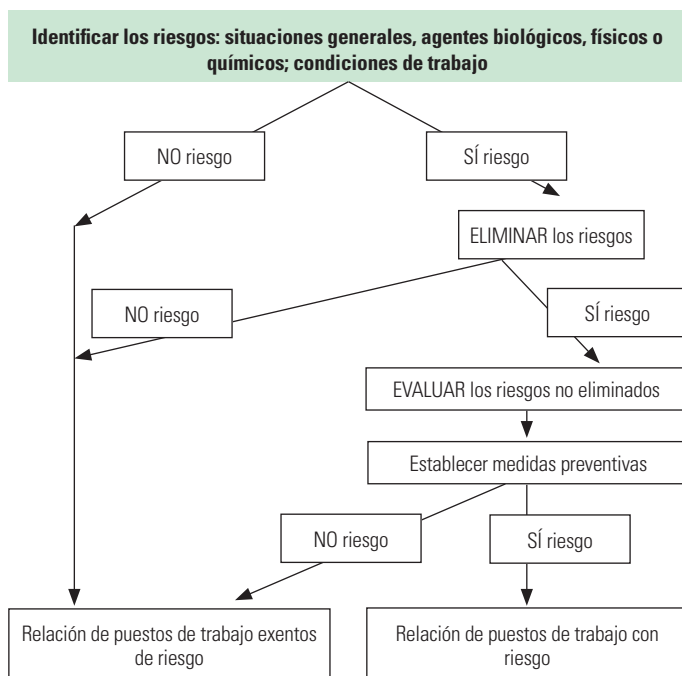 Identificar los riesgos: situaciones generales, agentes biológicos, físicos o
químicos; condiciones de trabajo
NO riesgo
SÍ riesgo
ELIMINAR los riesgos
NO riesgo
SÍ riesgo
EVALUAR los riesgos no eliminados
Establecer medidas preventivas
NO riesgo
SÍ riesgo
Relación de puestos de trabajo exentos
de riesgo
Relación de puestos de trabajo con
riesgo